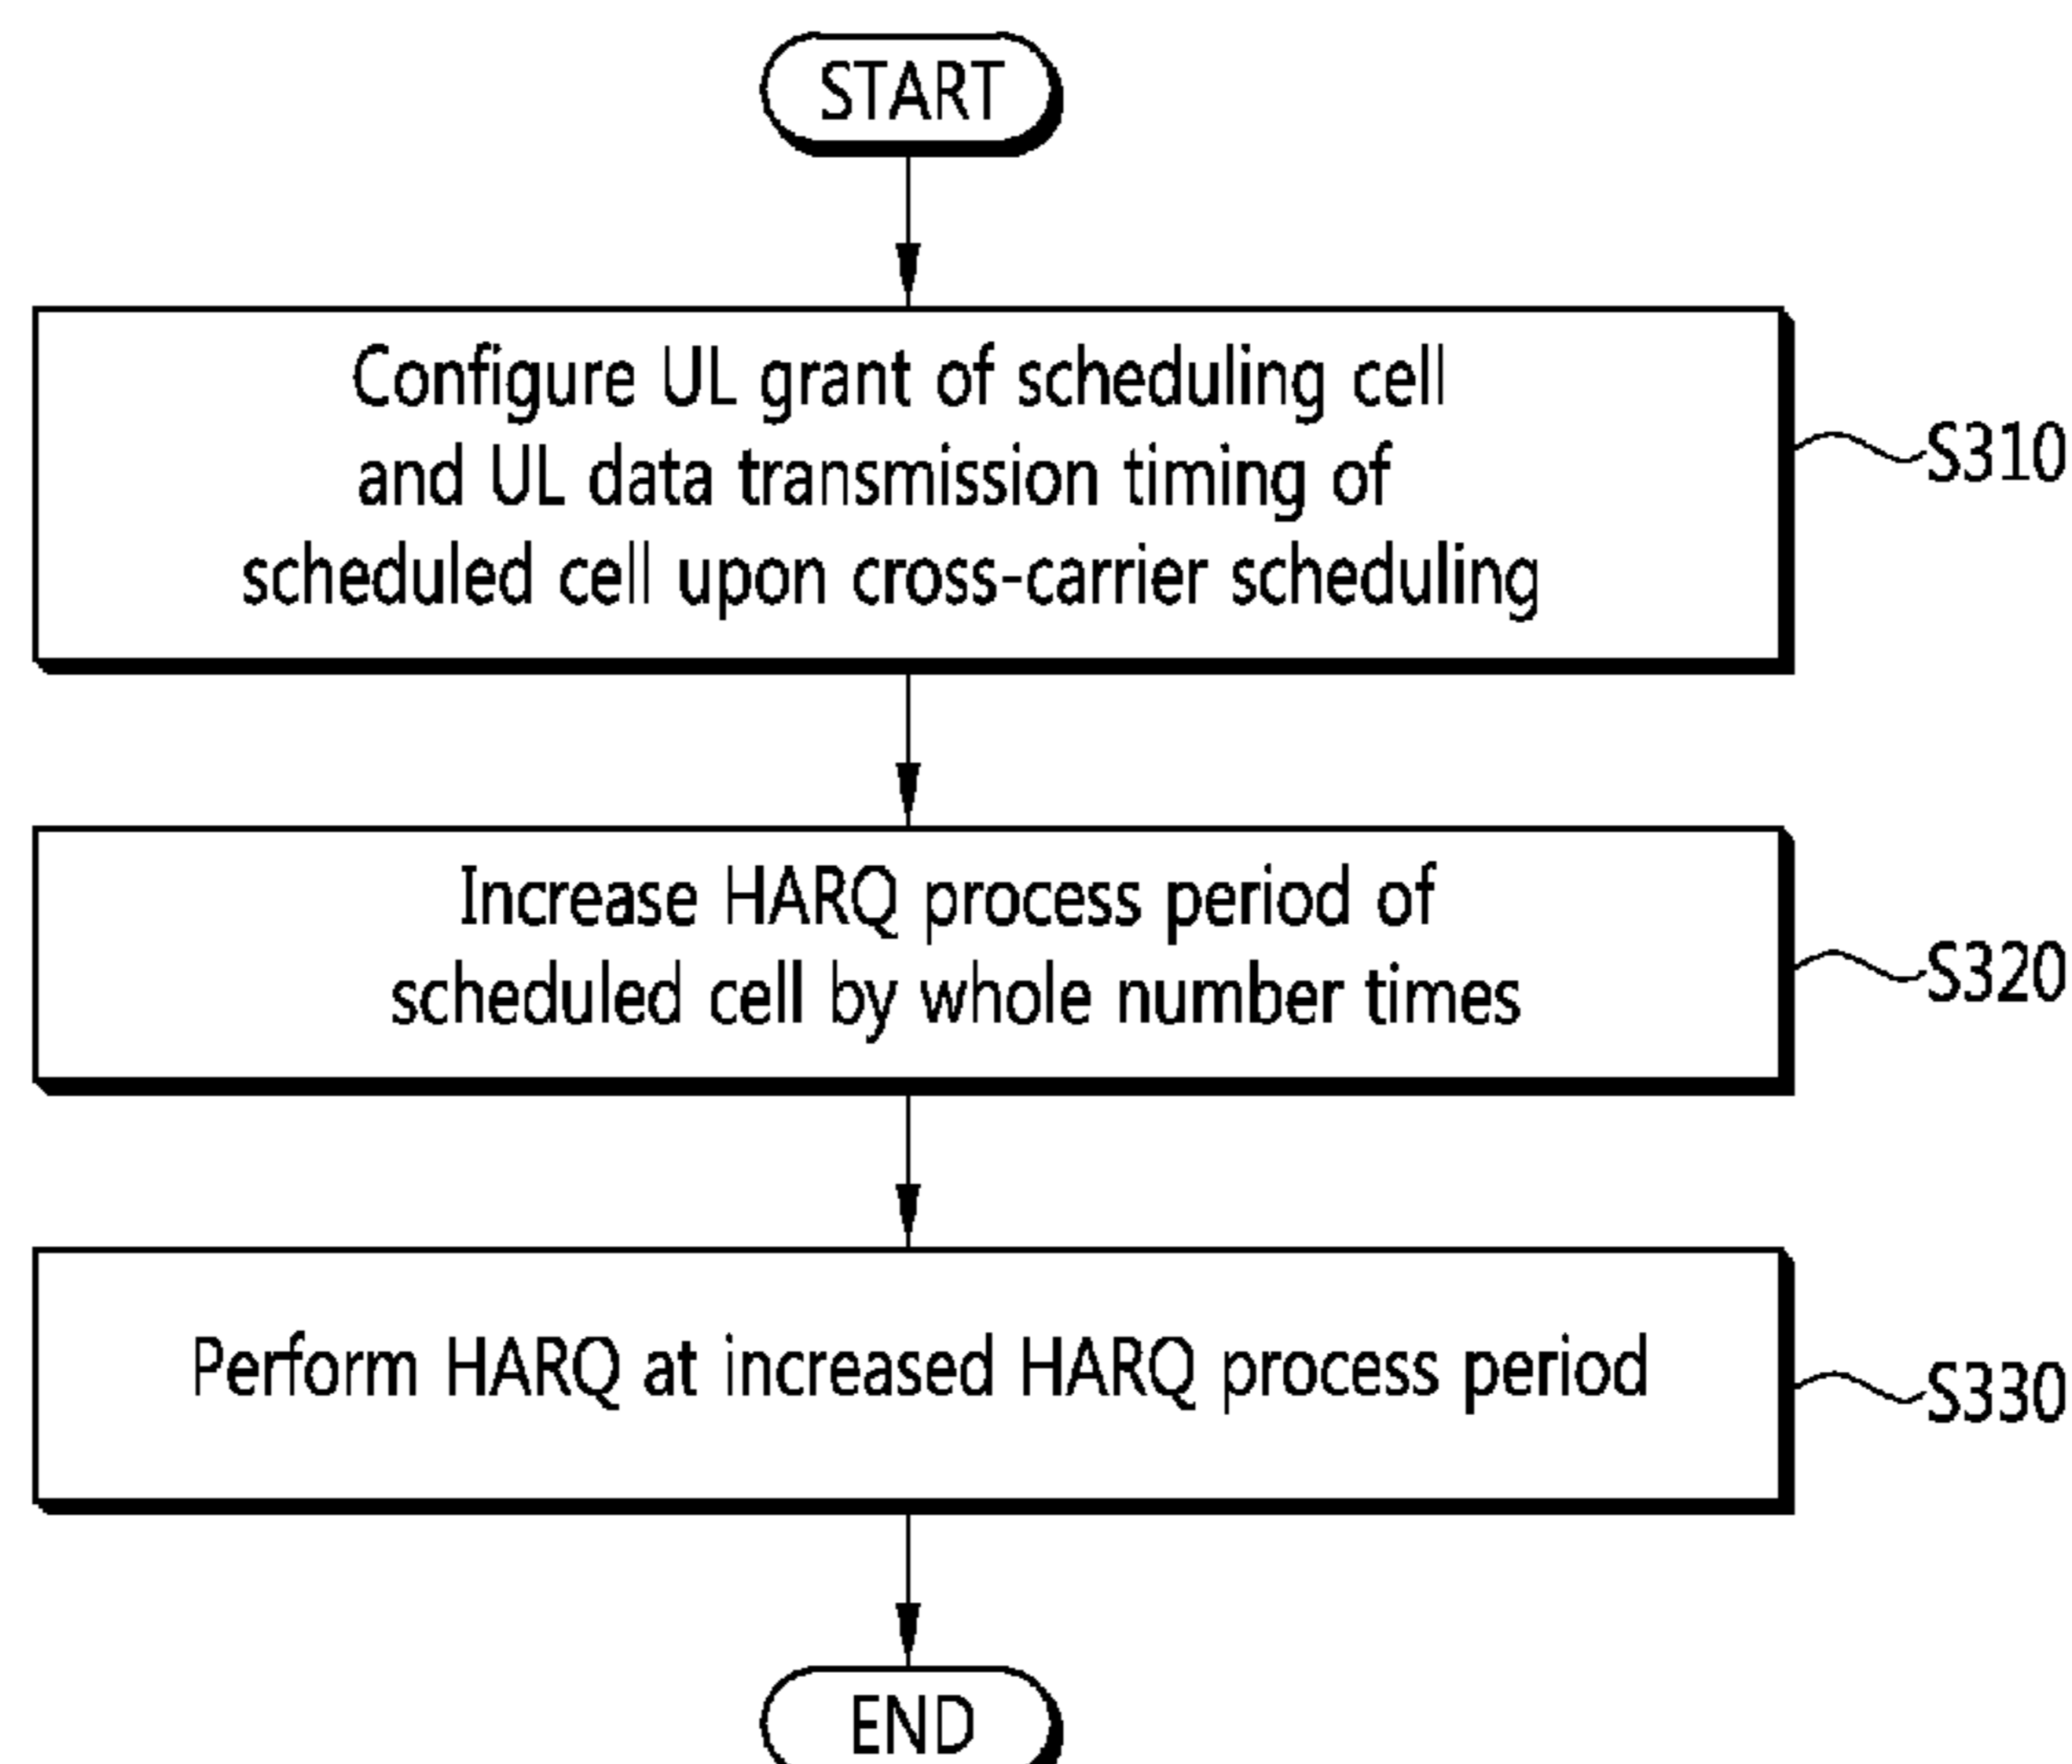 START
Configure UL grant of scheduling cell
and UL data transmission timing of
scheduled cell upon cross-carrier scheduling
S310
Increase HARQ process period of
scheduled cell by whole number times
S320
Perform HARQ at increased HARQ process period
S330
END